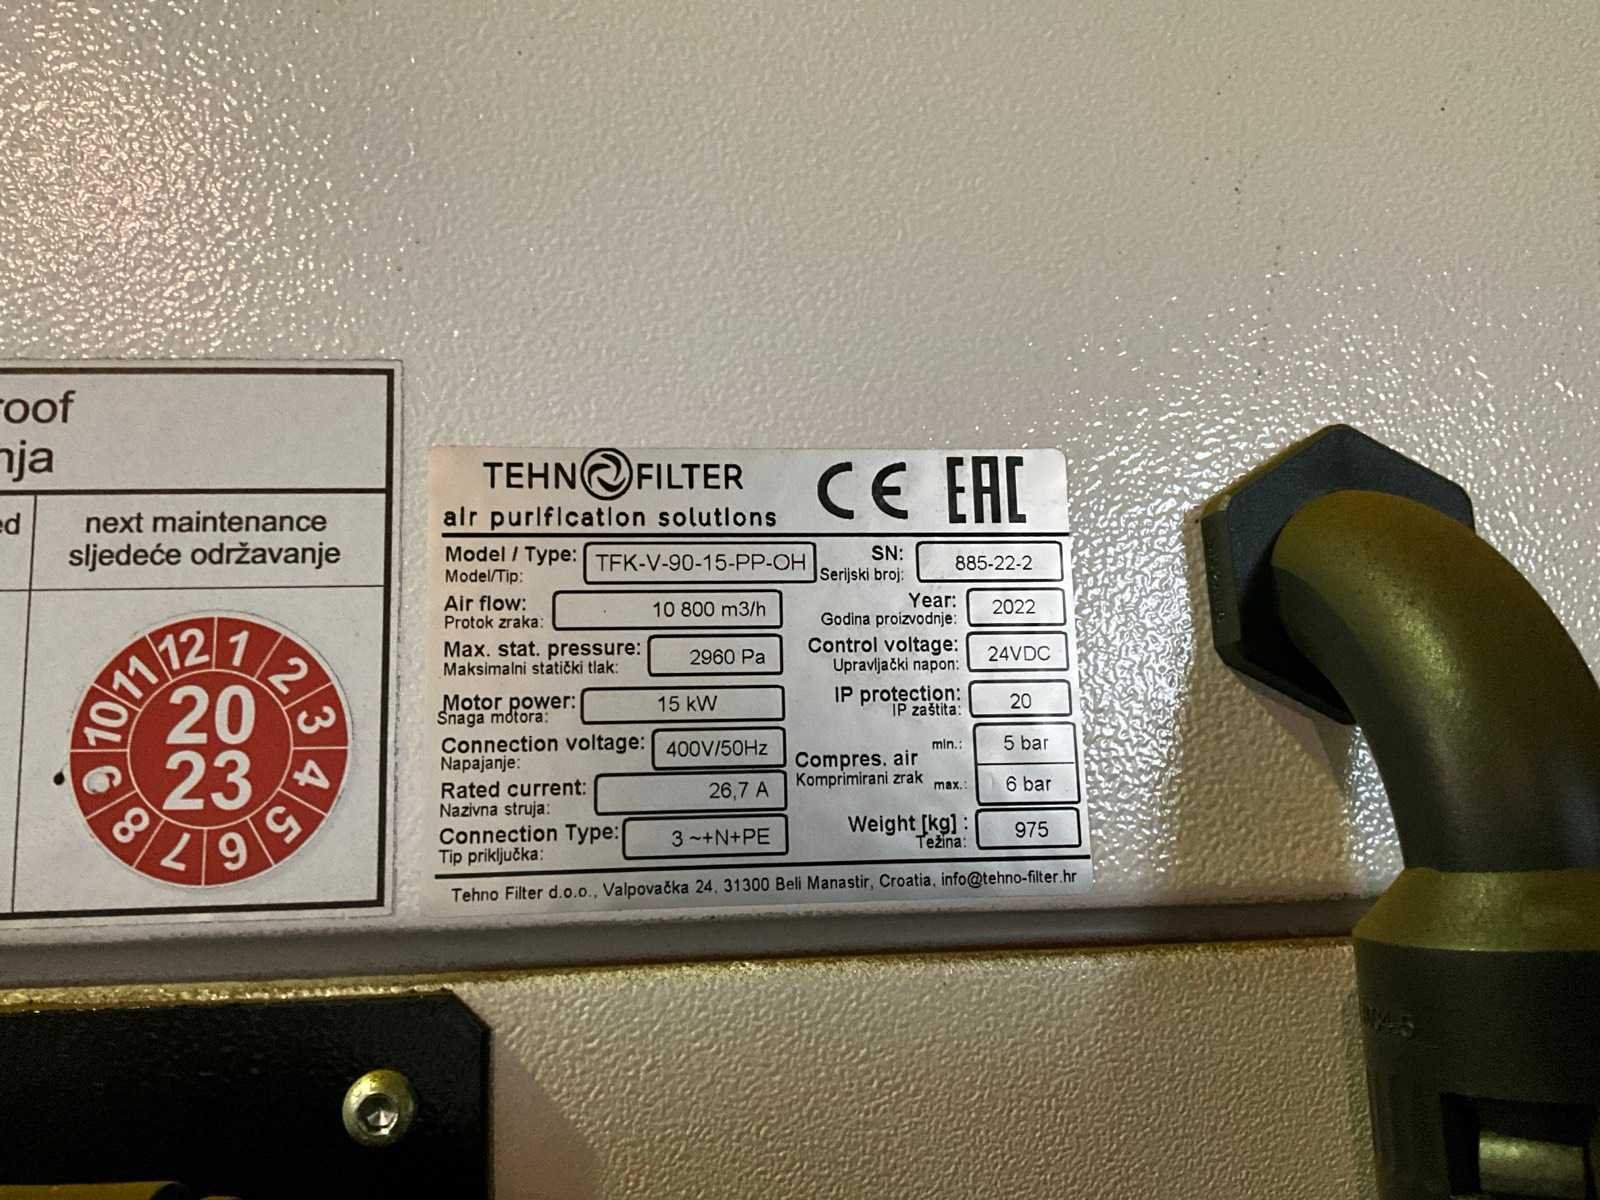 roof
nja
ed
next maintenance
sljedeće održavanje
12 1 2 3 4 5 6 7 8 9 10 11
20
23
TEHNOFILTER
air purification solutions
CE EAC
Model / Type: TFK-V-90-15-PP-OH
Model/Tip:
SN: 885-22-2
Serijski broj:
Air flow: 10 800 m3/h
Protok zraka:
Year: 2022
Godina proizvodnje:
Max. stat. pressure: 2960 Pa
Maksimalni statički tlak:
Control voltage: 24VDC
Upravljački napon:
Motor power: 15 kW
Snaga motora:
IP protection: 20
IP zaštita:
Connection voltage: 400V/50Hz
Napajanje:
Compres. air min.: 5 bar
Komprimirani zrak max.: 6 bar
Rated current: 26,7 A
Nazivna struja:
Connection Type: 3 ~+N+PE
Tip priključka:
Weight [kg] : 975
Težina:
Tehno Filter d.o.o., Valpovačka 24, 31300 Beli Manastir, Croatia, info@tehno-filter.hr